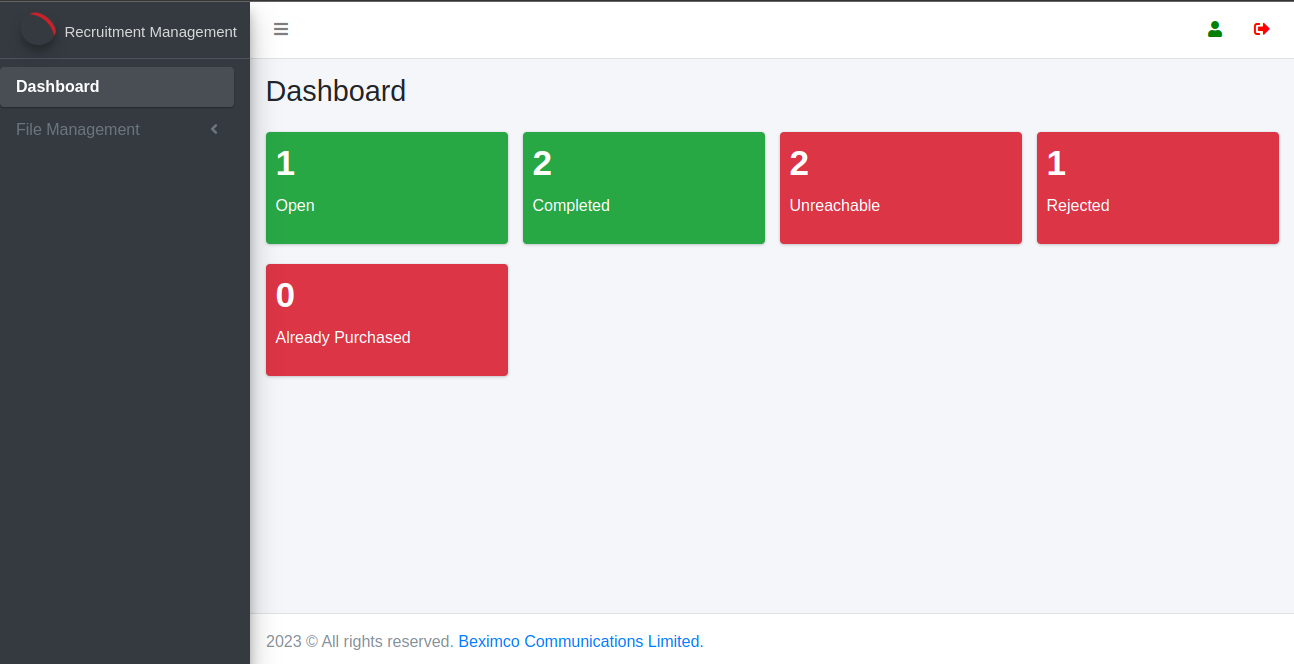 Recruitment Management
Dashboard
File Management
Dashboard
1
Open
2
Completed
2
Unreachable
1
Rejected
0
Already Purchased
2023 © All rights reserved. Beximco Communications Limited.